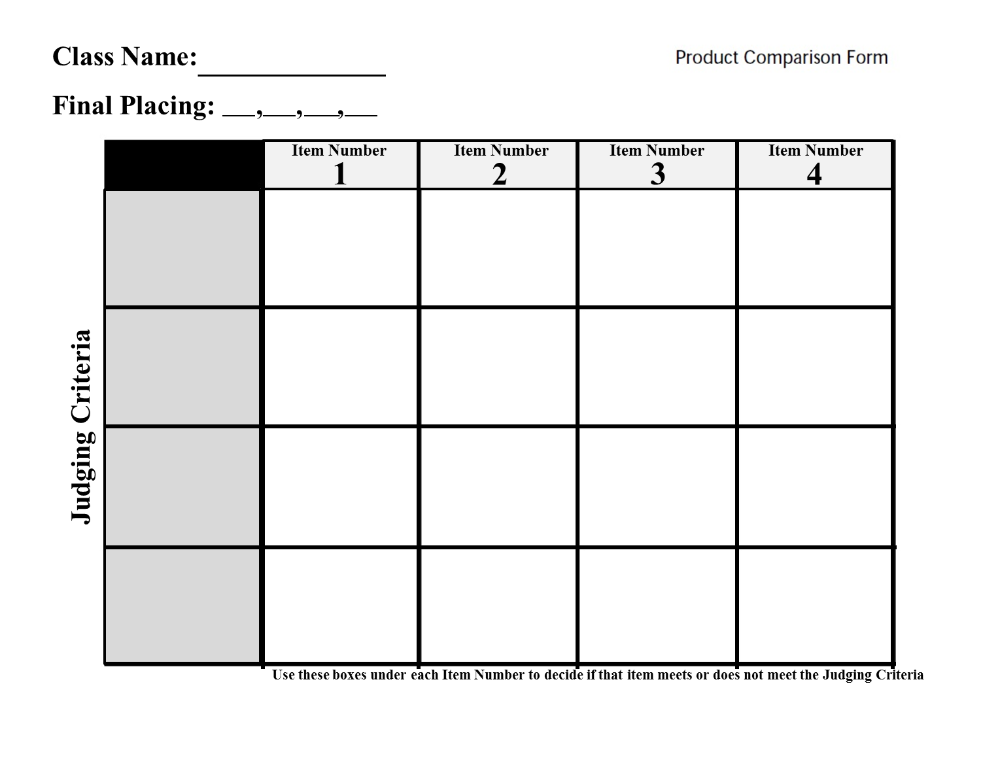 Class Name:
Product Comparison Form
Final Placing: __,__,__,__
Item Number
1
Item Number
2
Item Number
3
Item Number
4
Judging Criteria
Use these boxes under each Item Number to decide if that item meets or does not meet the Judging Criteria